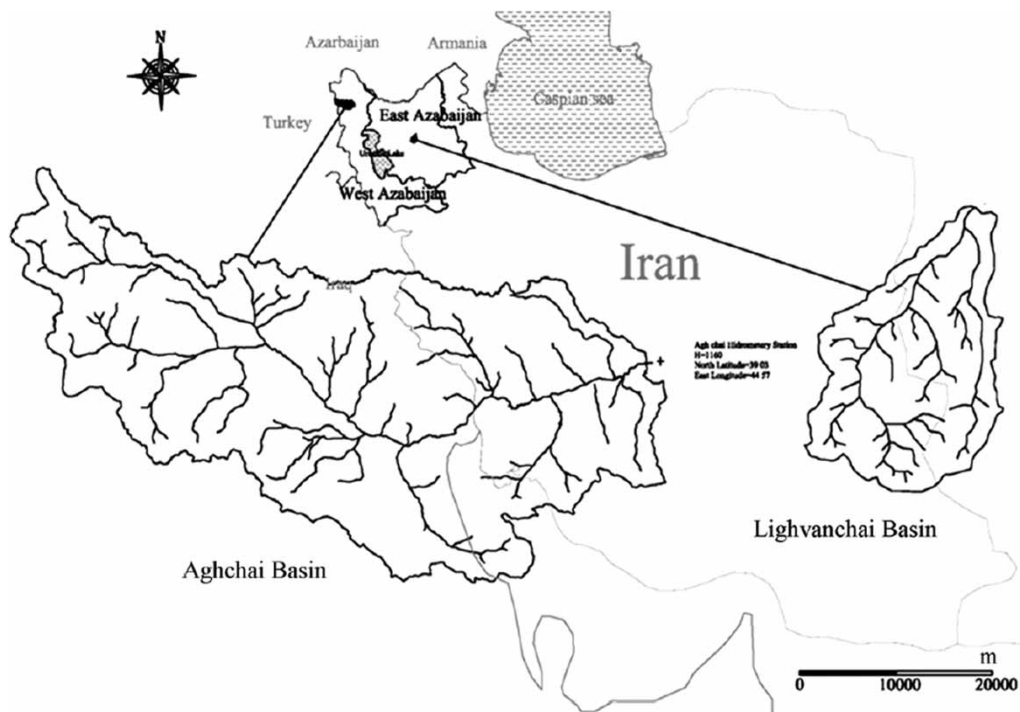 N
Azarbaijan
Armania
Caspian sea
Turkey
East Azabaijan
West Azabaijan
Iran
Iraq
Agh chai Hidrometery Station
H=1160
North Latitude=39 03
East Longitude=44 57
Lighvanchai Basin
Aghchai Basin
m
0 10000 20000